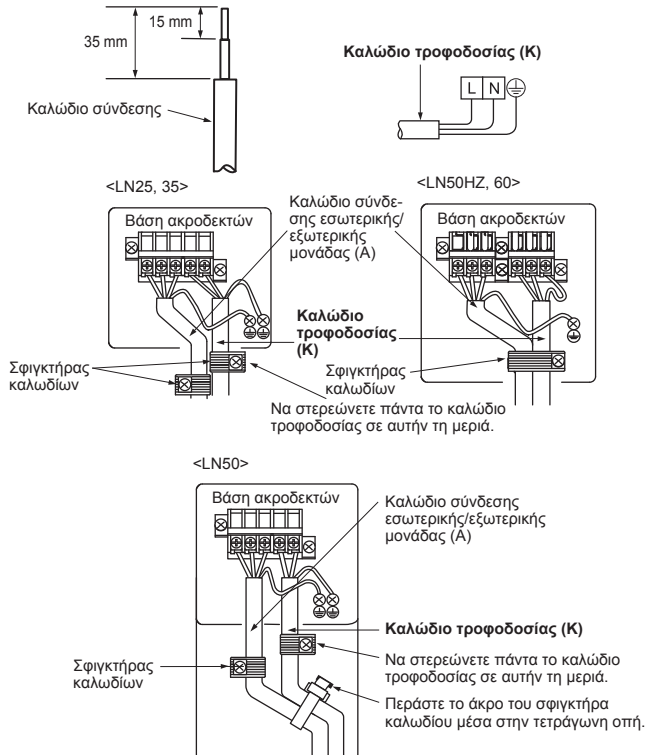 15 mm
35 mm
Καλώδιο σύνδεσης
Καλώδιο τροφοδοσίας (K)
L N
<LN25, 35>
Βάση ακροδεκτών
Καλώδιο σύνδε-
σης εσωτερικής/
εξωτερικής
μονάδας (A)
Καλώδιο
τροφοδοσίας
(K)
Σφιγκτήρας
καλωδίων
Να στερεώνετε πάντα το καλώδιο
τροφοδοσίας σε αυτήν τη μεριά.
<LN50HZ, 60>
Βάση ακροδεκτών
Σφιγκτήρας
καλωδίων
<LN50>
Βάση ακροδεκτών
Καλώδιο σύνδεσης
εσωτερικής/εξωτερικής
μονάδας (A)
Καλώδιο τροφοδοσίας (K)
Να στερεώνετε πάντα το καλώδιο
τροφοδοσίας σε αυτήν τη μεριά.
Σφιγκτήρας
καλωδίων
Περάστε το άκρο του σφιγκτήρα
καλωδίου μέσα στην τετράγωνη οπή.